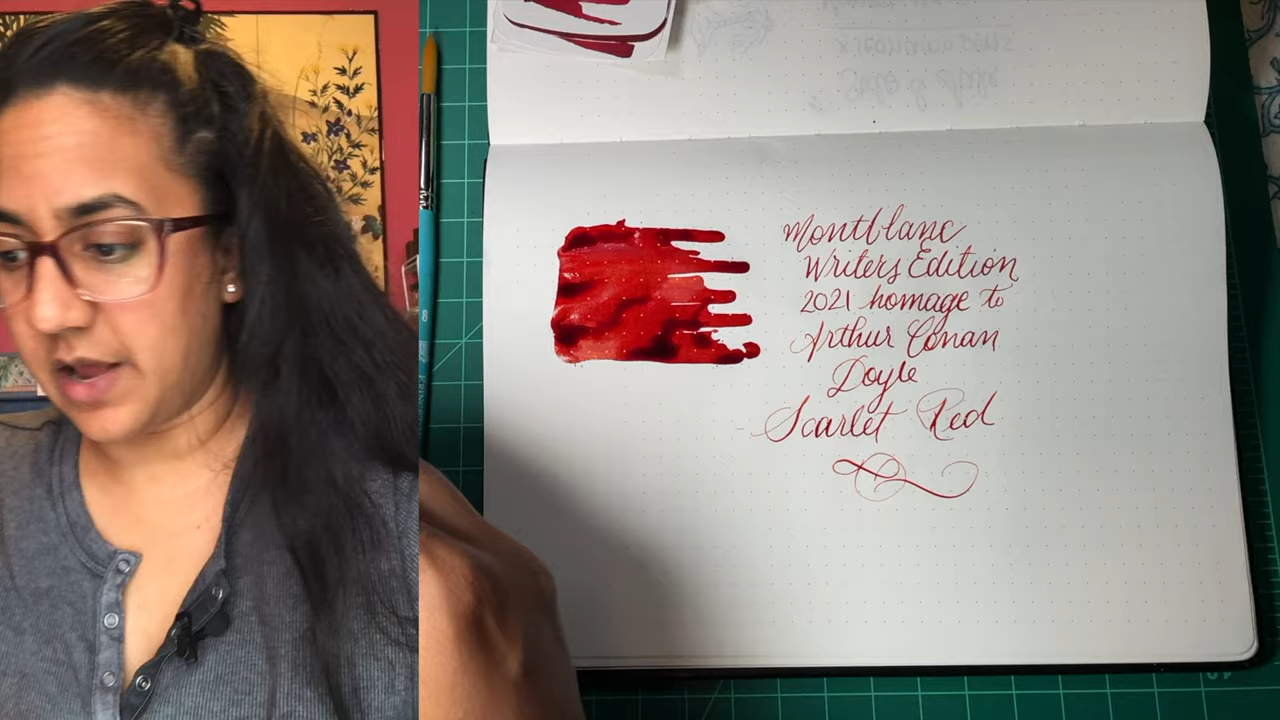 Montblanc
Writers Edition
2021 homage to
Arthur Conan
Doyle
Scarlet Red